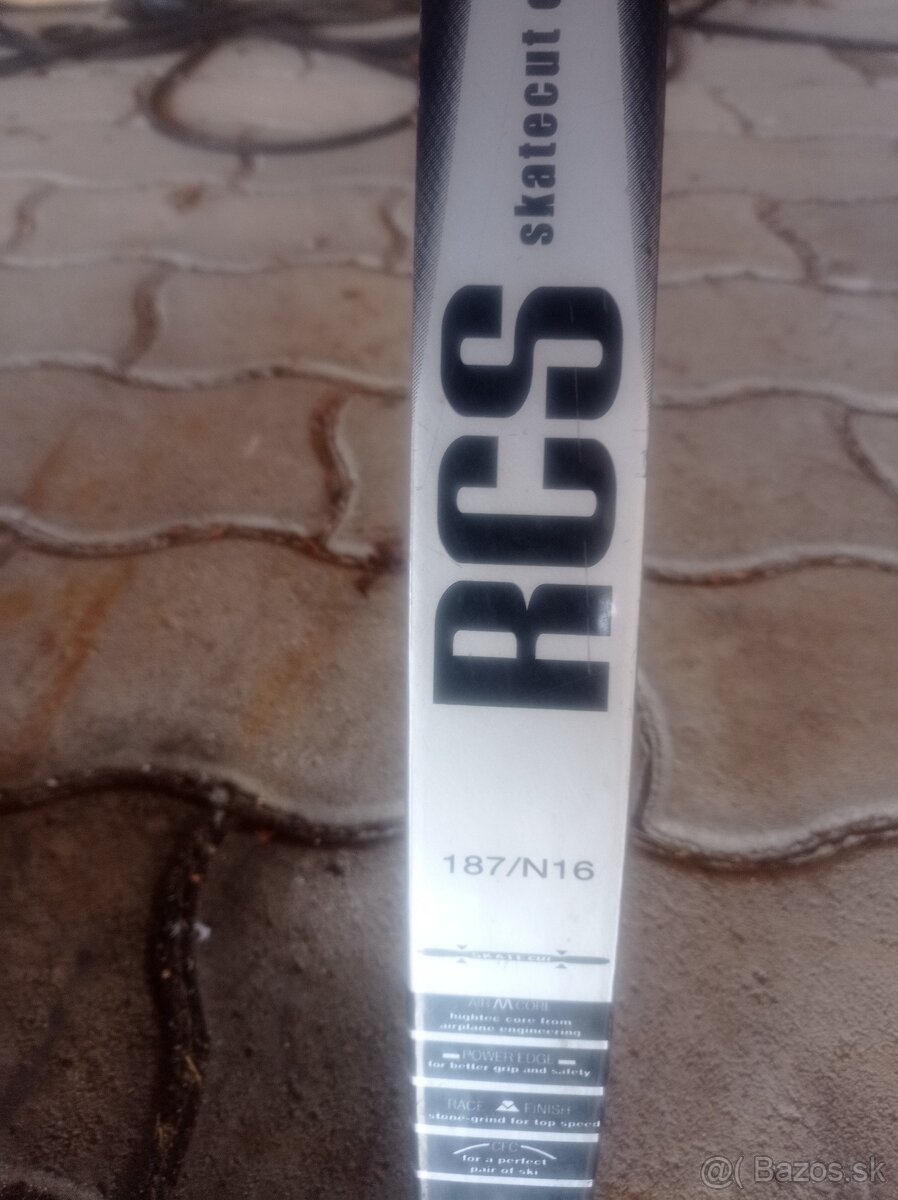 skatecut
RCS
187/N16
SKATECUT
AIR CORE
hightec core from
airplane engineering
POWER EDGE
for better grip and safety
RACE FINISH
stone-grind for top speed
CFC
for a perfect
pair of ski
@( Bazos.sk